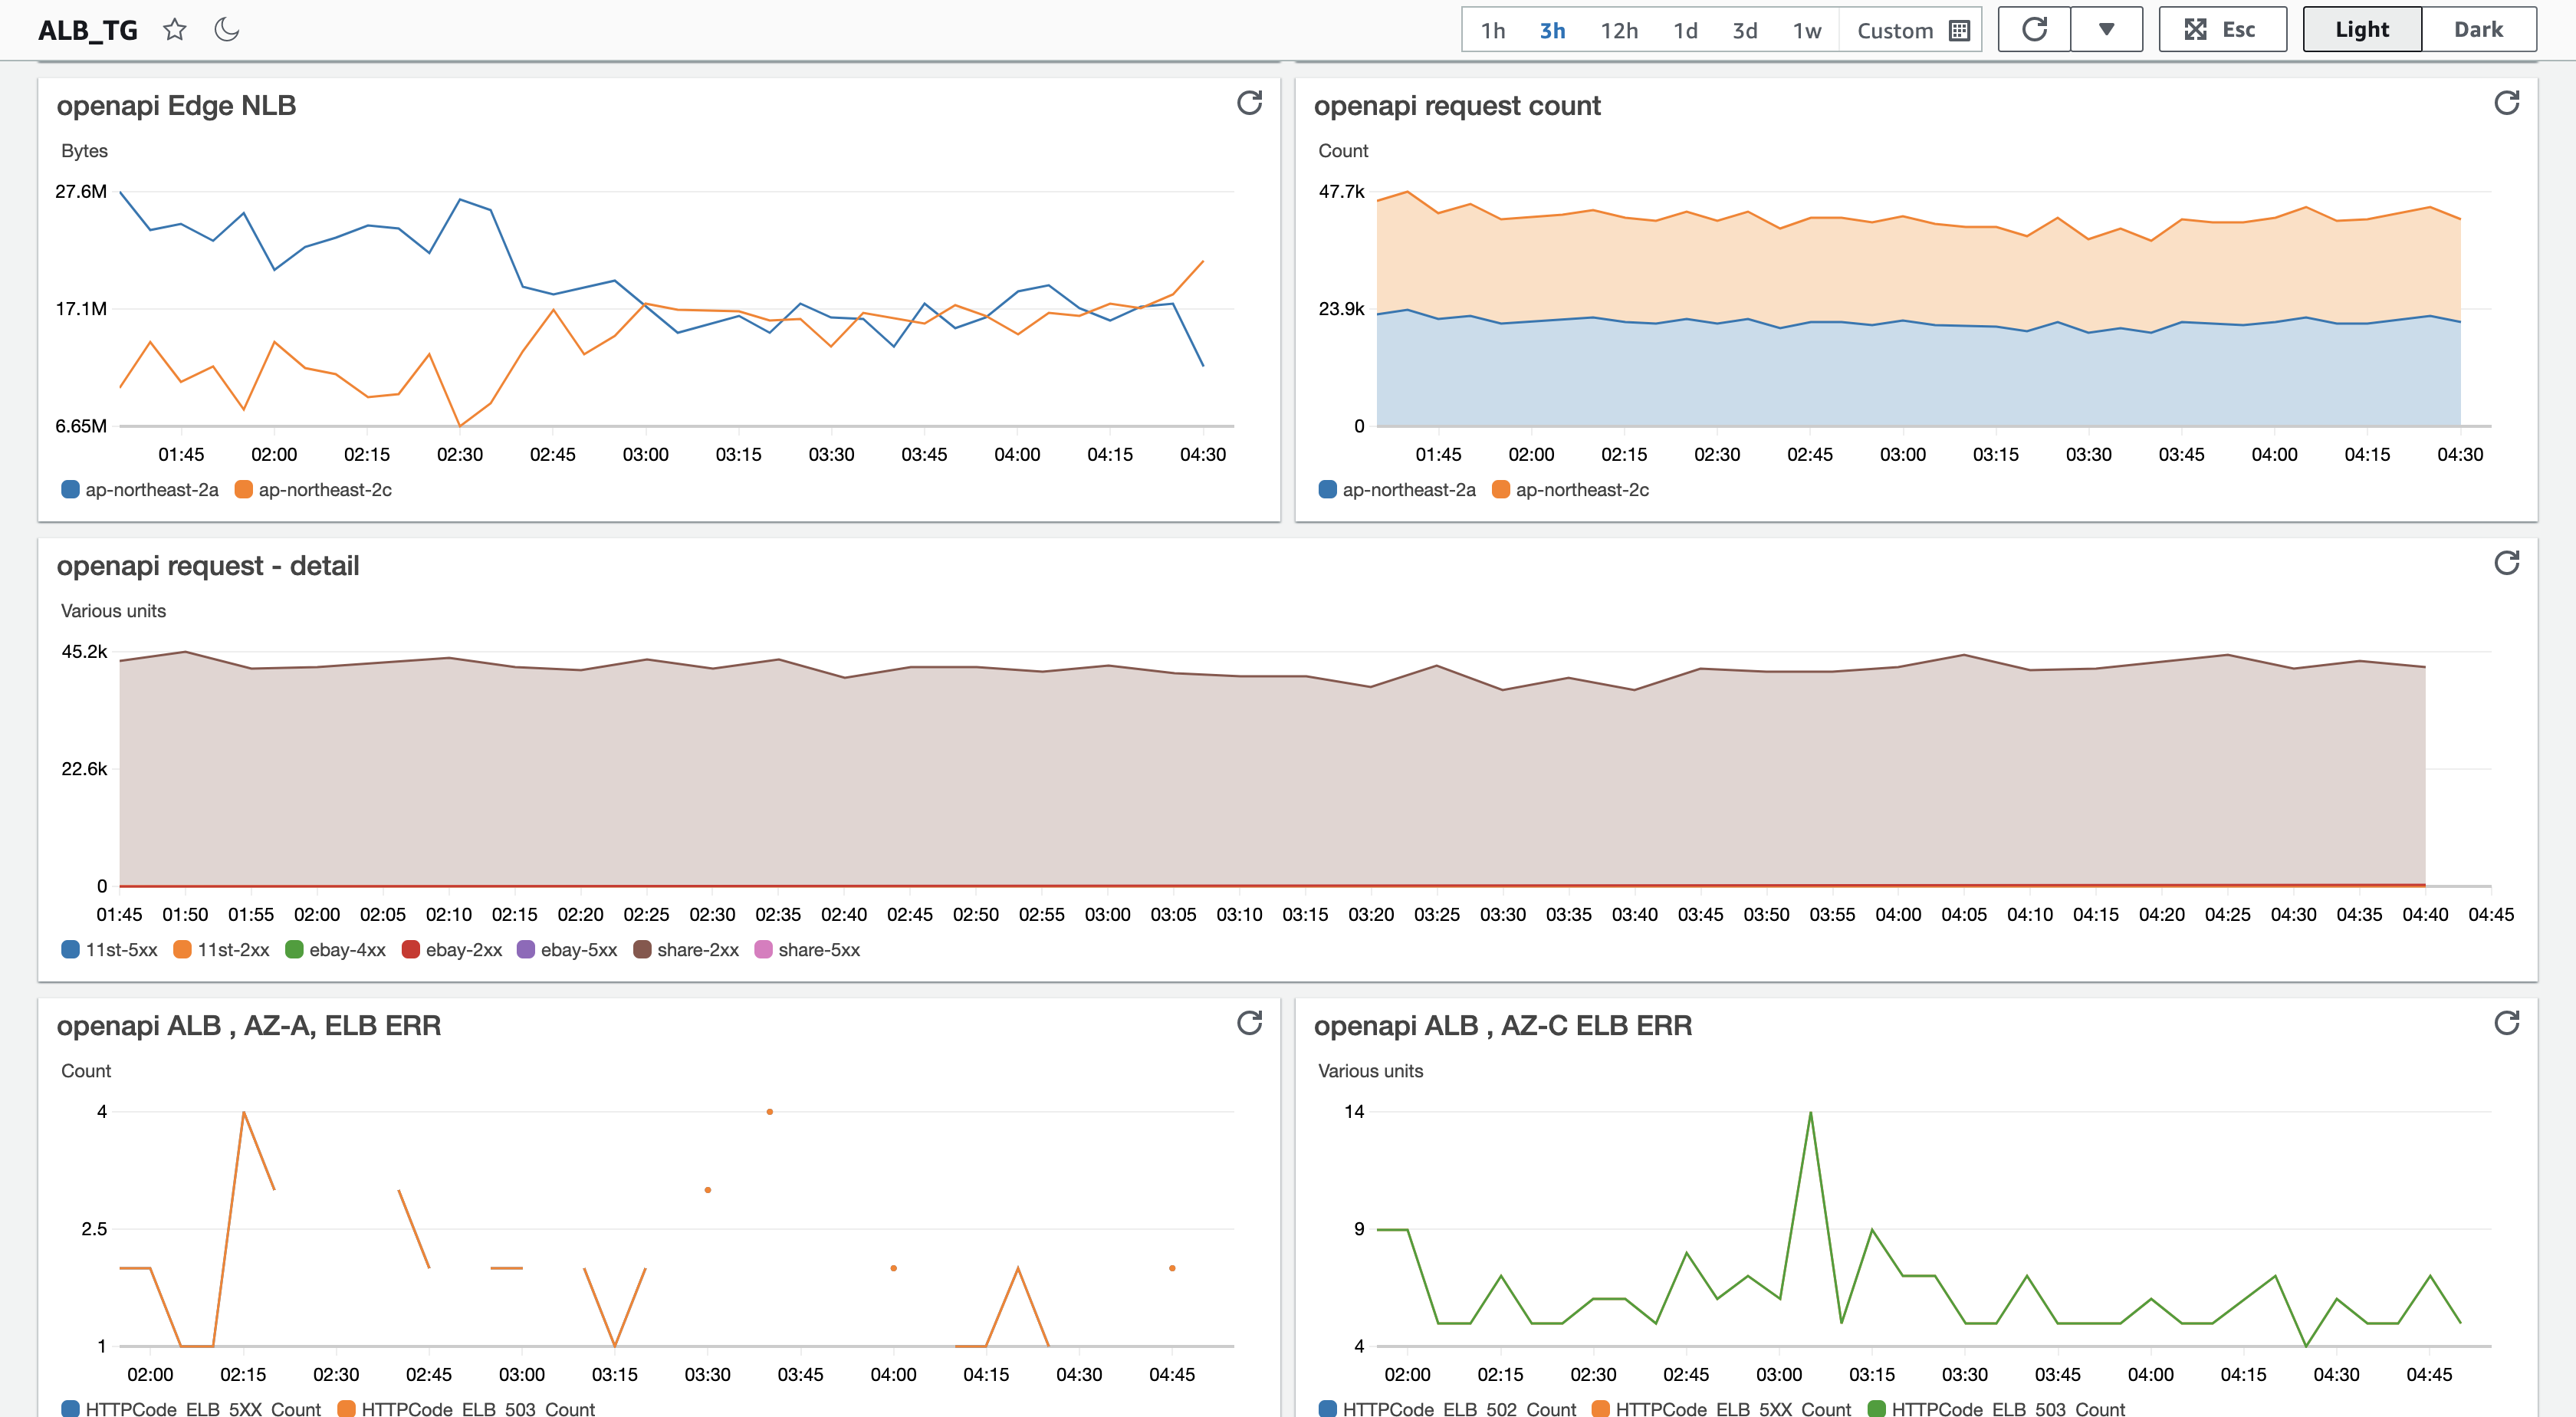 ALB_TG
1h 3h 12h 1d 3d 1w Custom Esc Light Dark
openapi Edge NLB
Bytes
27.6M
17.1M
6.65M
01:45 02:00 02:15 02:30 02:45 03:00 03:15 03:30 03:45 04:00 04:15 04:30
ap-northeast-2a ap-northeast-2c
openapi request count
Count
47.7k
23.9k
0
01:45 02:00 02:15 02:30 02:45 03:00 03:15 03:30 03:45 04:00 04:15 04:30
ap-northeast-2a ap-northeast-2c
openapi request - detail
Various units
45.2k
22.6k
0
01:45 01:50 01:55 02:00 02:05 02:10 02:15 02:20 02:25 02:30 02:35 02:40 02:45 02:50 02:55 03:00 03:05 03:10 03:15 03:20 03:25 03:30 03:35 03:40 03:45 03:50 03:55 04:00 04:05 04:10 04:15 04:20 04:25 04:30 04:35 04:40 04:45
11st-5xx 11st-2xx ebay-4xx ebay-2xx ebay-5xx share-2xx share-5xx
openapi ALB , AZ-A, ELB ERR
Count
4
2.5
1
02:00 02:15 02:30 02:45 03:00 03:15 03:30 03:45 04:00 04:15 04:30 04:45
HTTPCode_ELB_5XX_Count HTTPCode_ELB_503_Count
openapi ALB , AZ-C ELB ERR
Various units
14
9
4
02:00 02:15 02:30 02:45 03:00 03:15 03:30 03:45 04:00 04:15 04:30 04:45
HTTPCode_ELB_502_Count HTTPCode_ELB_5XX_Count HTTPCode_ELB_503_Count